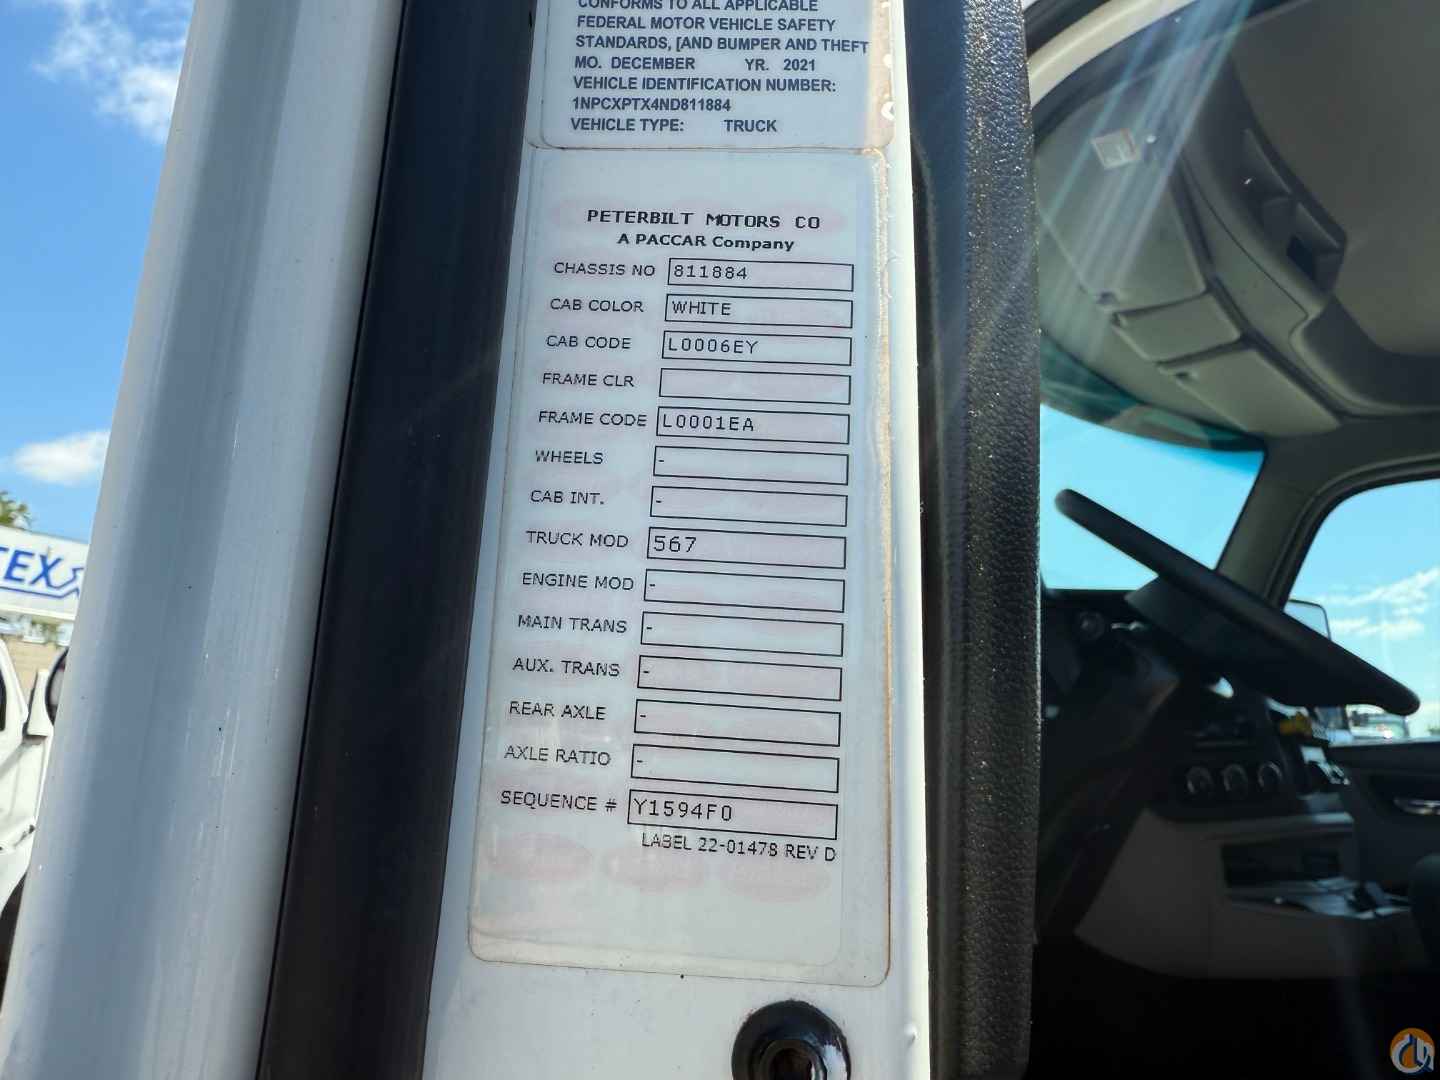 CONFORMS TO ALL APPLICABLE
FEDERAL MOTOR VEHICLE SAFETY
STANDARDS, [AND BUMPER AND THEFT
MO. DECEMBER YR. 2021
VEHICLE IDENTIFICATION NUMBER:
1NPCXPTX4ND811884
VEHICLE TYPE: TRUCK
PETERBILT MOTORS CO
A PACCAR Company
CHASSIS NO 811884
CAB COLOR WHITE
CAB CODE L0006EY
FRAME CLR
FRAME CODE L0001EA
WHEELS -
CAB INT. -
TRUCK MOD 567
ENGINE MOD -
MAIN TRANS -
AUX. TRANS -
REAR AXLE -
AXLE RATIO -
SEQUENCE # Y1594F0
LABEL 22-01478 REV D
TEX